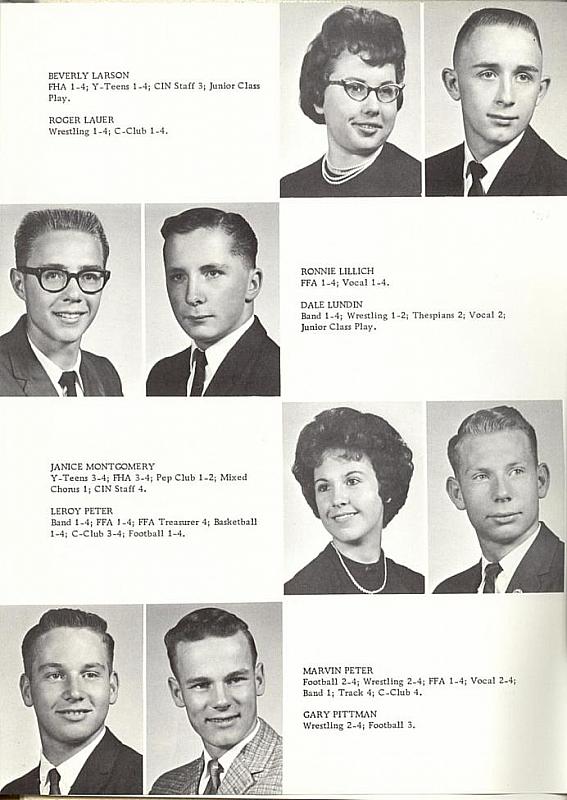 BEVERLY LARSON
FHA 1-4; Y-Teens 1-4; CIN Staff 3; Junior Class
Play.
ROGER LAUER
Wrestling 1-4; C-Club 1-4.
RONNIE LILLICH
FFA 1-4; Vocal 1-4.
DALE LUNDIN
Band 1-4; Wrestling 1-2; Thespians 2; Vocal 2;
Junior Class Play.
JANICE MONTGOMERY
Y-Teens 3-4; FHA 3-4; Pep Club 1-2; Mixed
Chorus 1; CIN Staff 4.
LEROY PETER
Band 1-4; FFA 1-4; FFA Treasurer 4; Basketball
1-4; C-Club 3-4; Football 1-4.
MARVIN PETER
Football 2-4; Wrestling 2-4; FFA 1-4; Vocal 2-4;
Band 1; Track 4; C-Club 4.
GARY PITTMAN
Wrestling 2-4; Football 3.